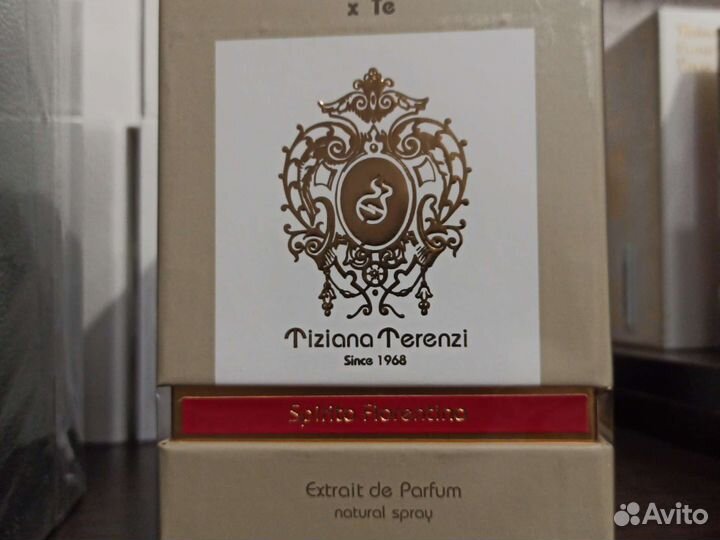 x Te
Tiziana Terenzi
Since 1968
Spirito Fiorentino
Extrait de Parfum
natural spray
Avito